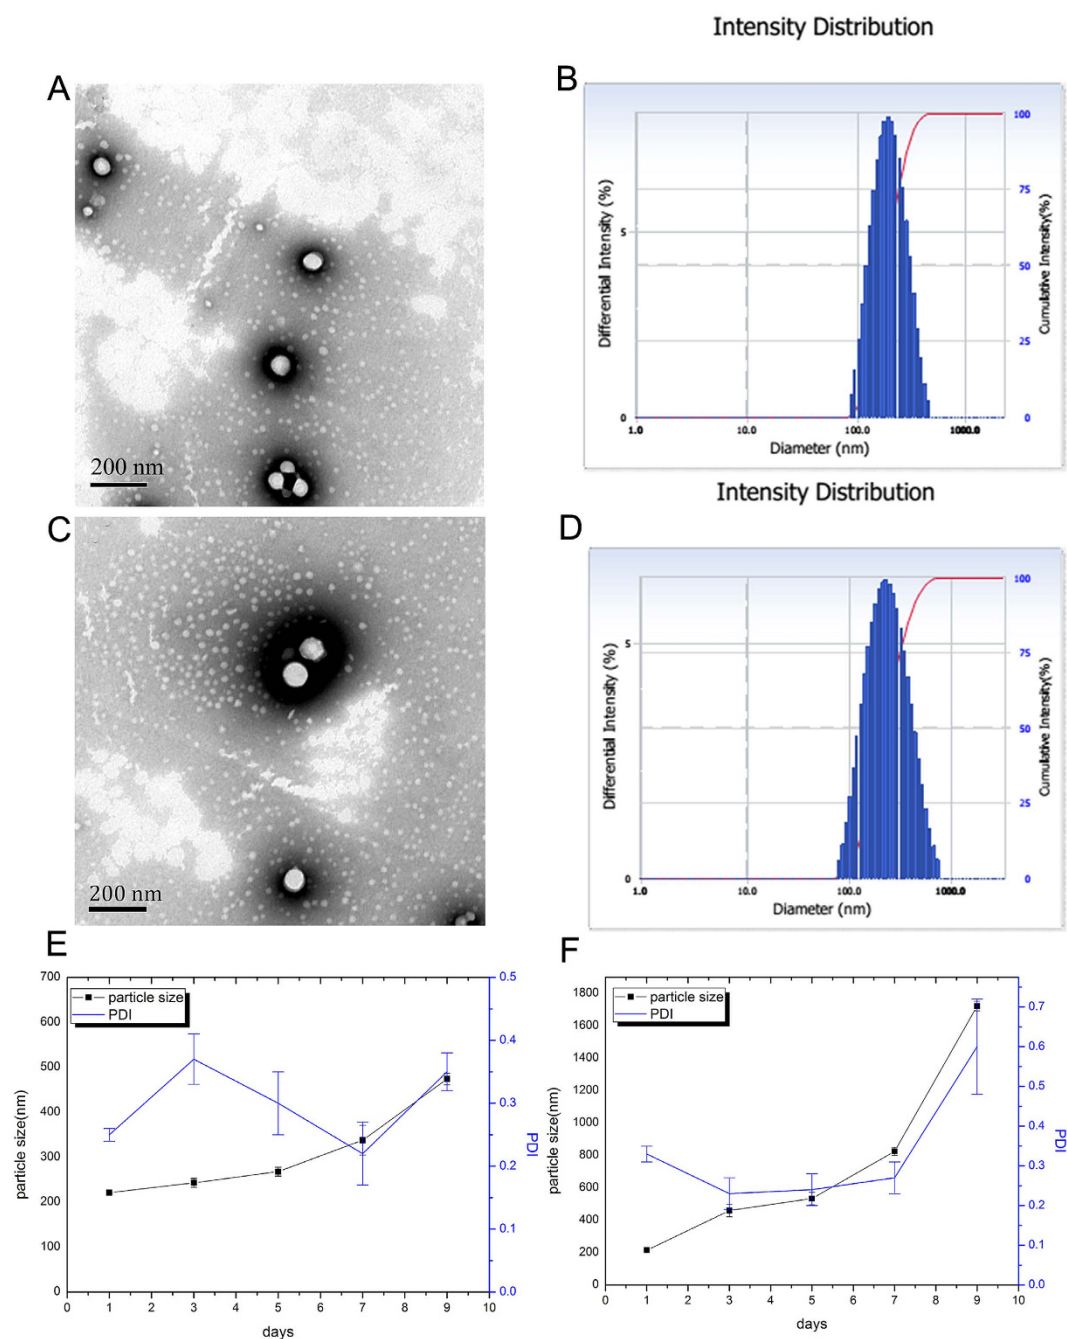 Intensity Distribution
A
200 nm
B
Differential Intensity (%)
5
0
100
75
50
25
0
Cumulative Intensity(%)
1.0
10.0
100.0
1000.0
Diameter (nm)
C
200 nm
Intensity Distribution
D
Differential Intensity (%)
5
0
100
75
50
25
0
Cumulative Intensity(%)
1.0
10.0
100.0
1000.0
Diameter (nm)
E
particle size
PDI
700
600
500
400
300
200
100
0
particle size(nm)
0.5
0.4
0.3
0.2
0.1
0.0
PDI
0 1 2 3 4 5 6 7 8 9 10
days
F
particle size
PDI
1800
1600
1400
1200
1000
800
600
400
200
0
particle size(nm)
0.7
0.6
0.5
0.4
0.3
0.2
0.1
0.0
PDI
0 1 2 3 4 5 6 7 8 9 10
days